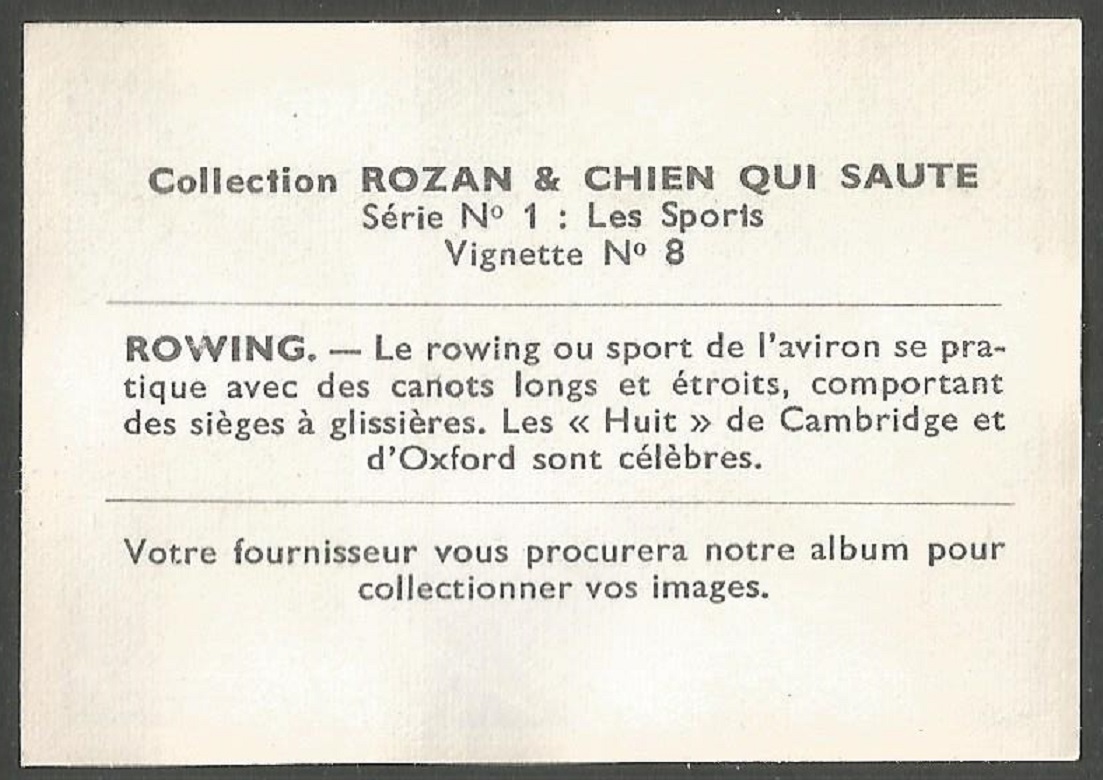 Collection ROZAN & CHIEN QUI SAUTE
Série Nº 1 : Les Sports
Vignette Nº 8
ROWING. — Le rowing ou sport de l'aviron se pra-
tique avec des canots longs et étroits, comportant
des sièges à glissières. Les « Huit » de Cambridge et
d'Oxford sont célèbres.
Votre fournisseur vous procurera notre album pour
collectionner vos images.